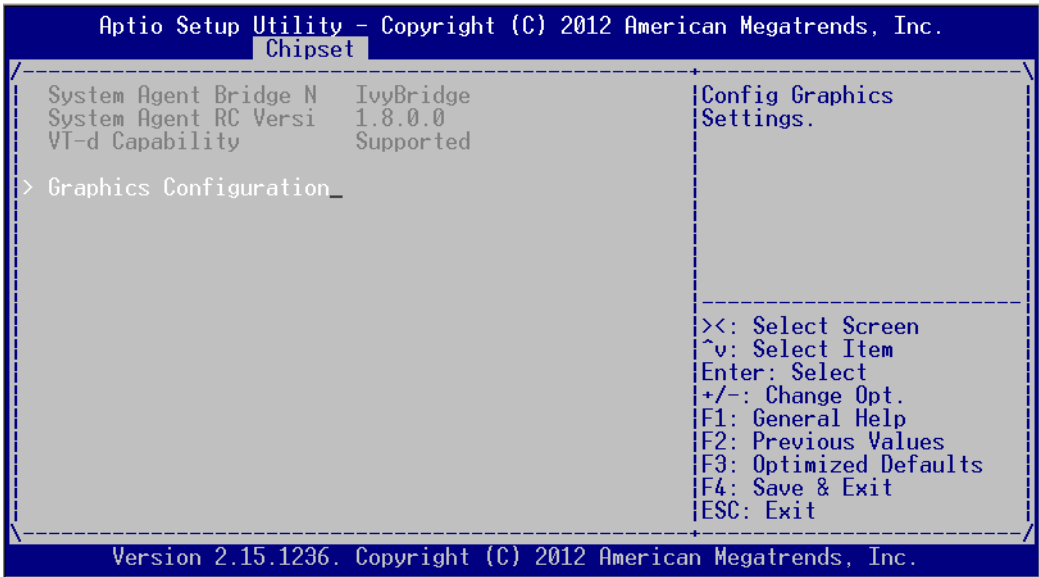 Aptio Setup Utility - Copyright (C) 2012 American Megatrends, Inc.
Chipset
System Agent Bridge N IvyBridge
System Agent RC Versi 1.8.0.0
VT-d Capability Supported
> Graphics Configuration_
Config Graphics
Settings.
><: Select Screen
^v: Select Item
Enter: Select
+/-: Change Opt.
F1: General Help
F2: Previous Values
F3: Optimized Defaults
F4: Save & Exit
ESC: Exit
Version 2.15.1236. Copyright (C) 2012 American Megatrends, Inc.